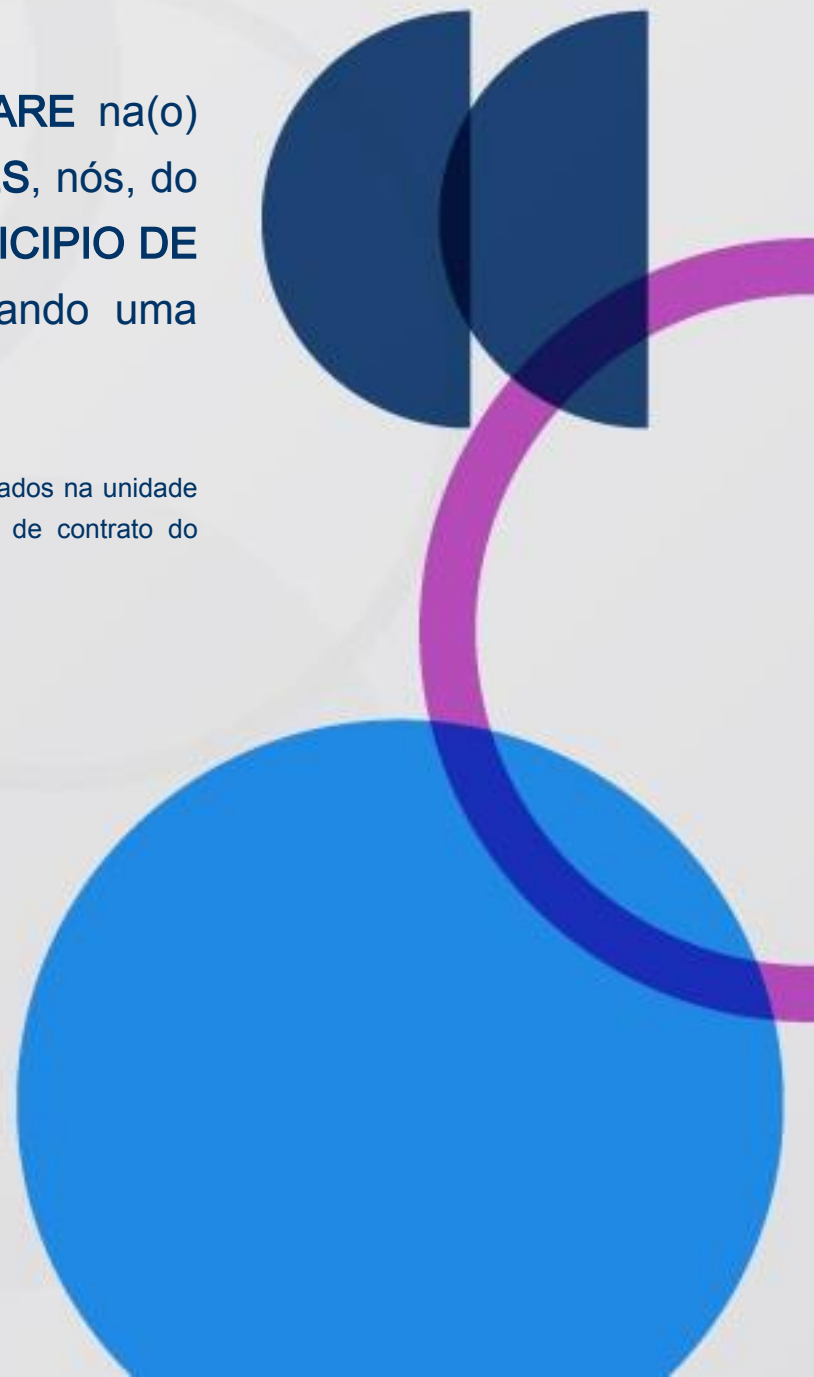 ARE na(o)
S, nós, do
ICIPIO DE
ando uma
ados na unidade
de contrato do